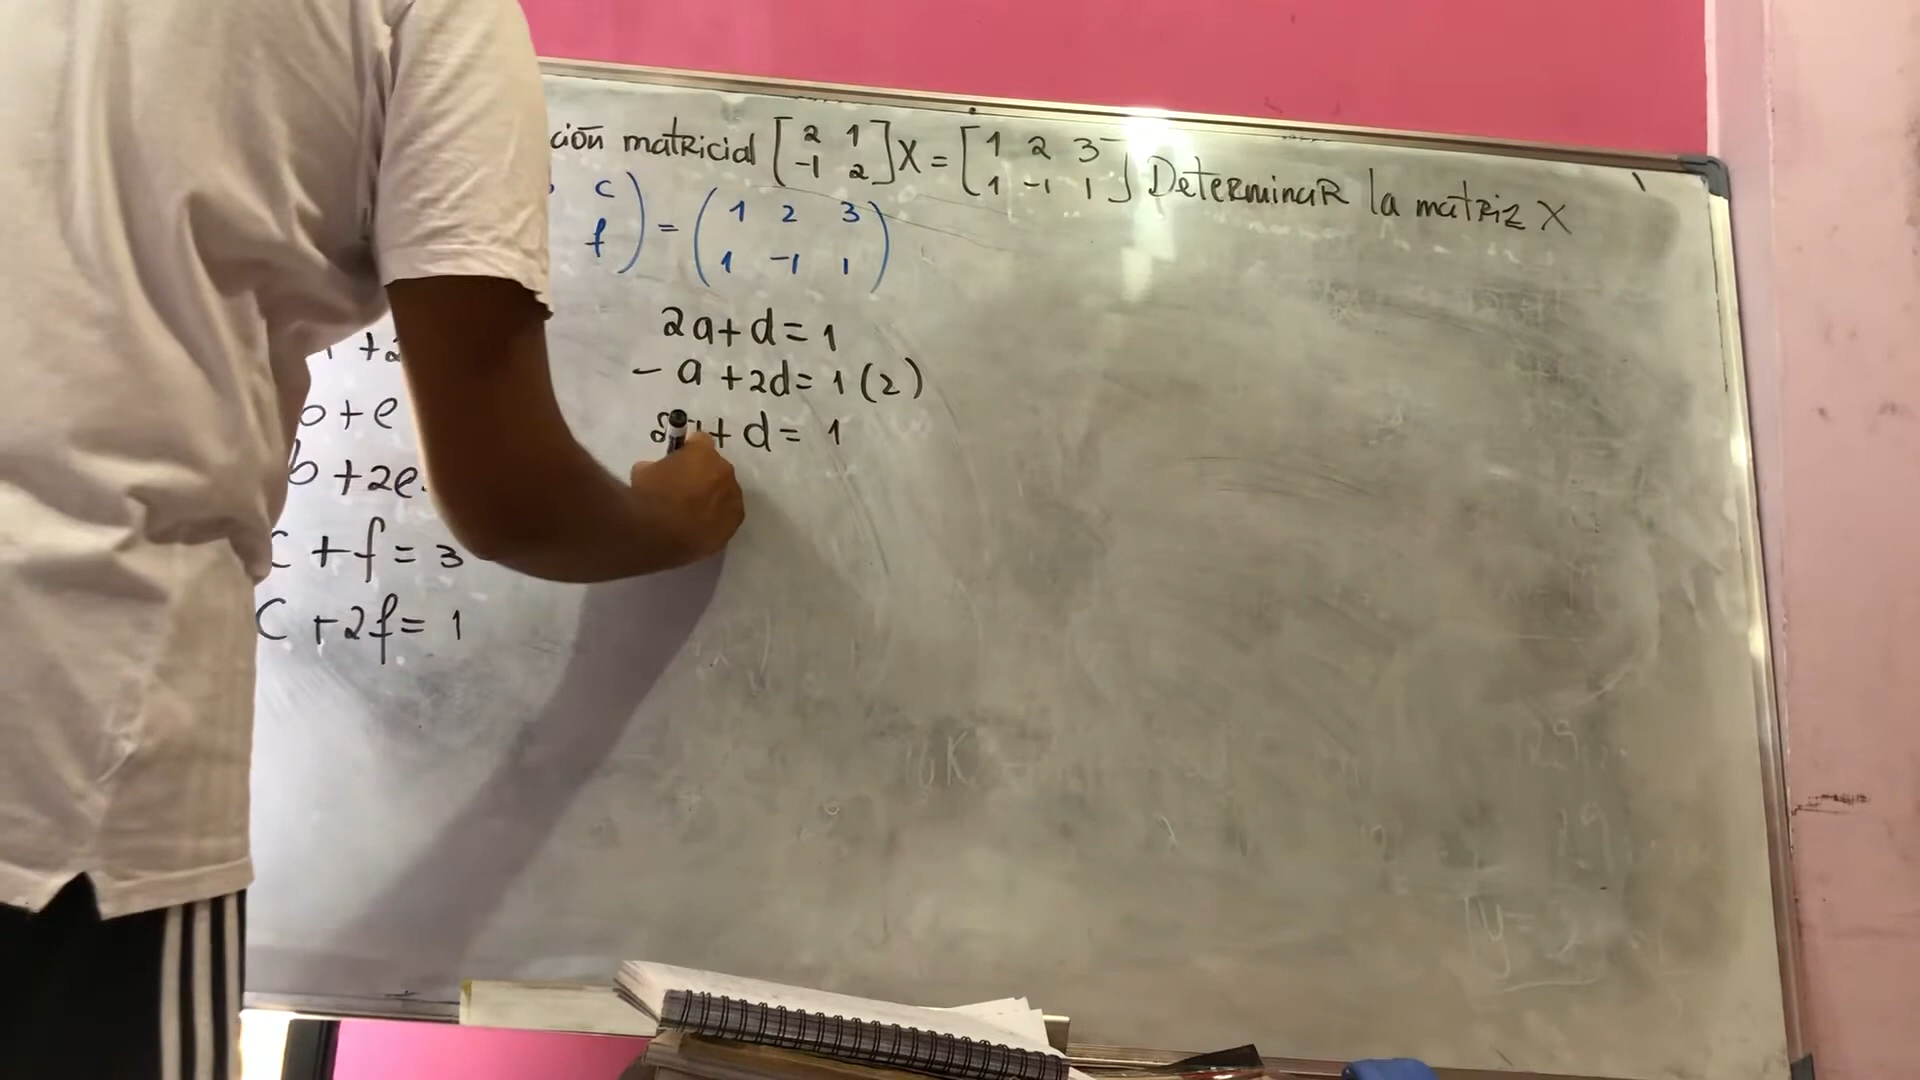 ción matricial [2 1 -1 2] X = [1 2 3 1 -1 1] Determinar la matriz X
c f ) = ( 1 2 3 1 -1 1 )
2a + d = 1
- a + 2d = 1 (2)
2a + d = 1
b + e
b + 2e
c + f = 3
c + 2f = 1